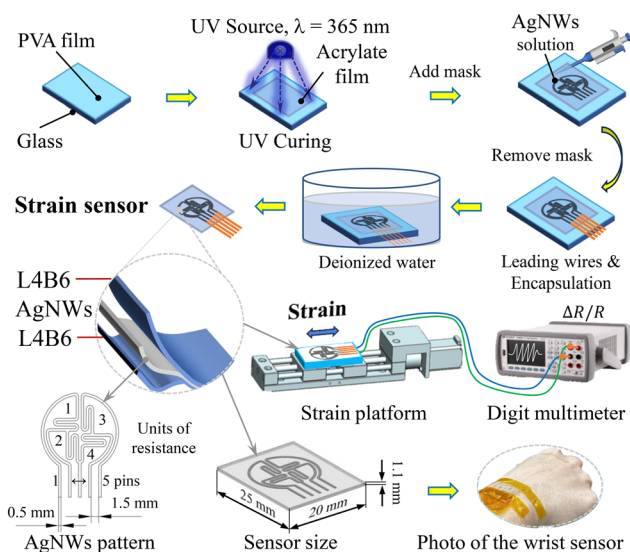 PVA film
Glass
UV Source, λ = 365 nm
Acrylate
film
UV Curing
Add mask
AgNWs
solution
Remove mask
Leading wires &
Encapsulation
Deionized water
Strain sensor
L4B6
AgNWs
L4B6
Strain
Strain platform
ΔR/R
Digit multimeter
1
2
3
4
Units of
resistance
1
5 pins
0.5 mm
1.5 mm
AgNWs pattern
25 mm
20 mm
1.1 mm
Sensor size
Photo of the wrist sensor